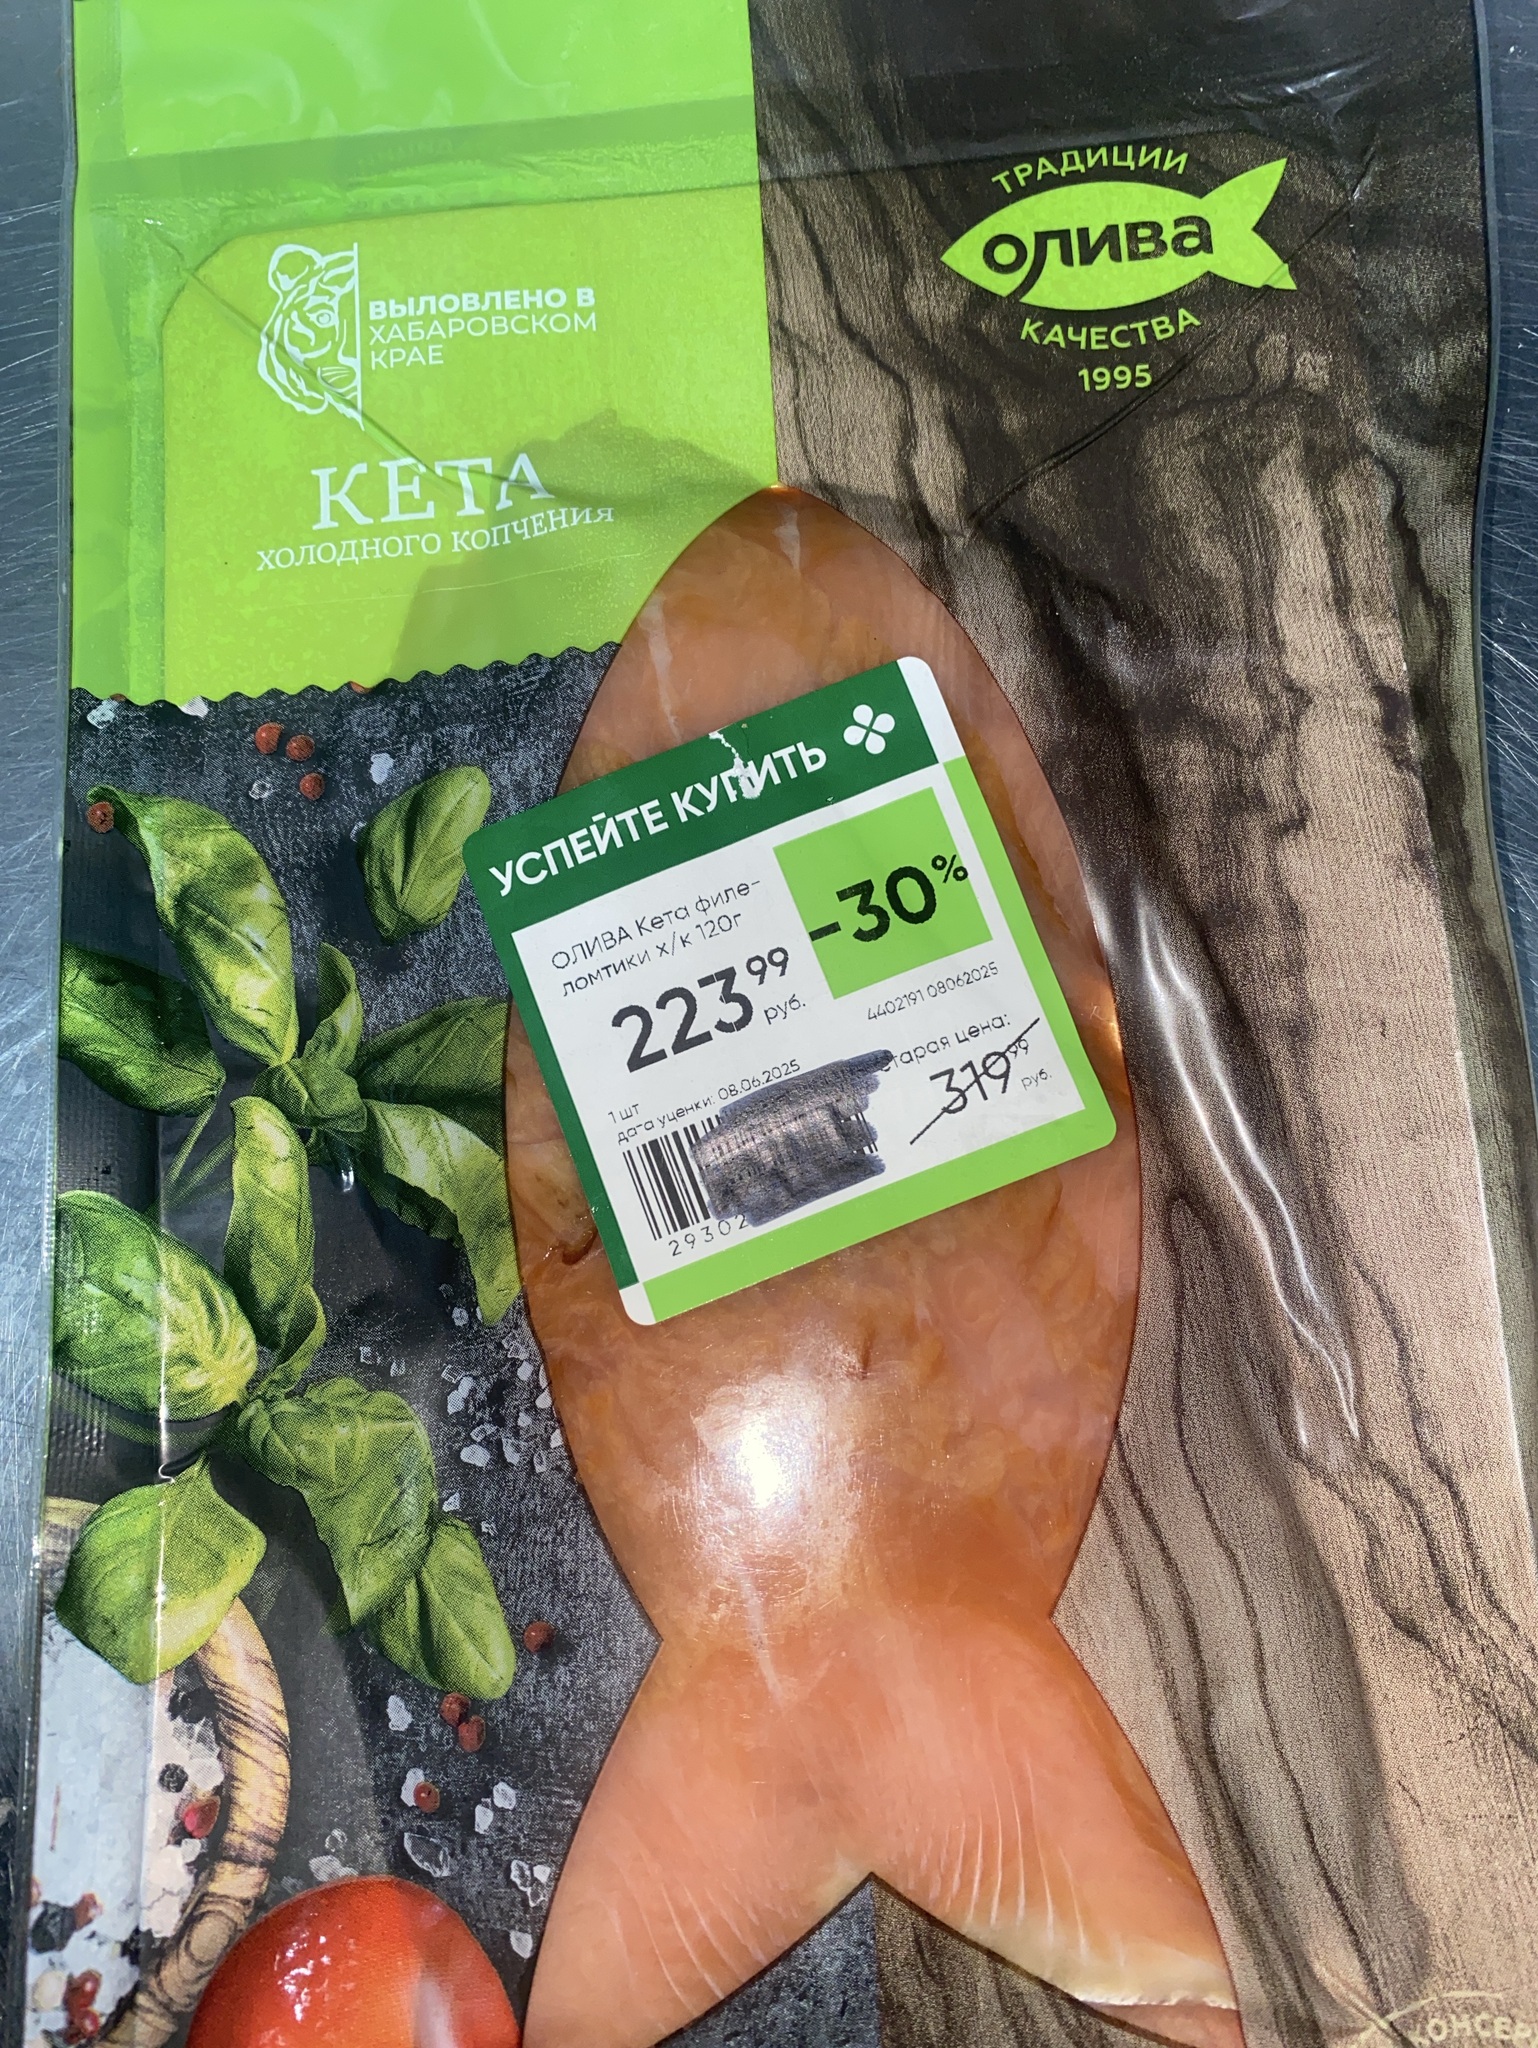 ТРАДИЦИИ
ОЛИВА
КАЧЕСТВА
1995
ВЫЛОВЛЕНО В
ХАБАРОВСКОМ
КРАЕ
КЕТА
ХОЛОДНОГО КОПЧЕНИЯ
УСПЕЙТЕ КУПИТЬ
ОЛИВА Кета филе-
ломтики х/к 120г
-30%
223 99
руб.
4402191 08062025
старая цена:
319 99
руб.
1 шт
дата уценки: 08.06.2025
29302